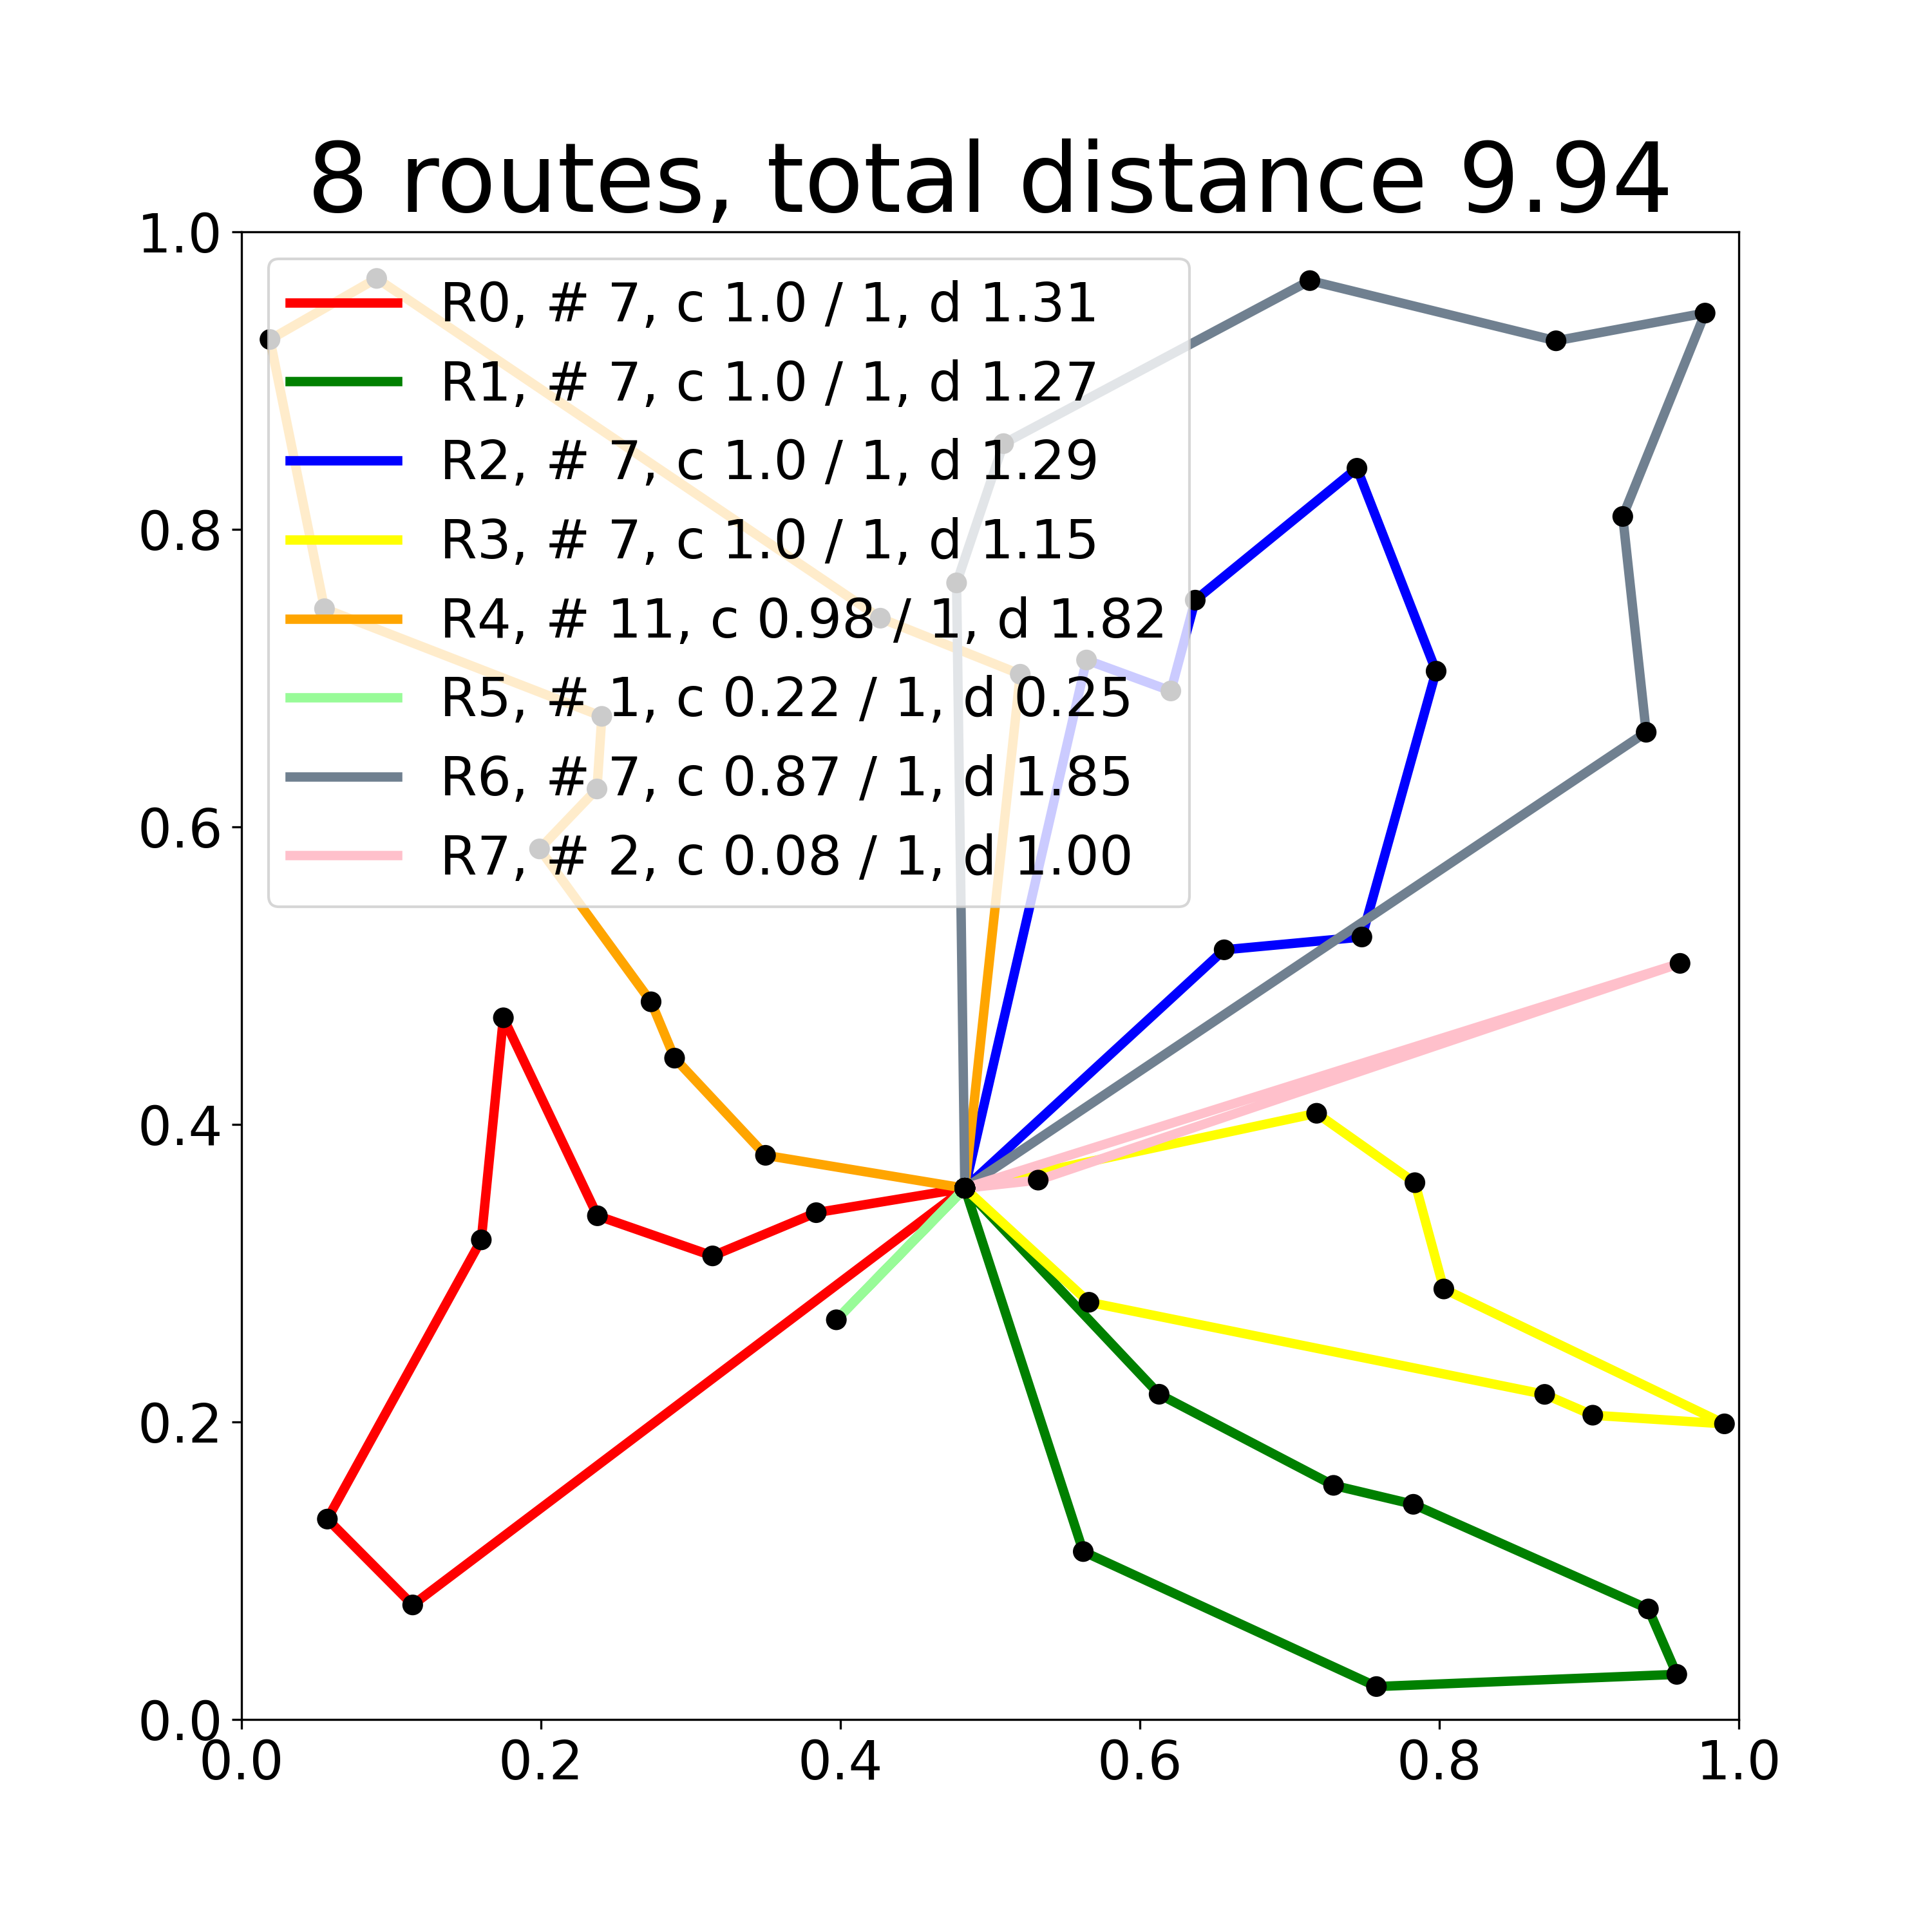 8 routes, total distance 9.94
1.0
0.8
0.6
0.4
0.2
0.0
R0, # 7, c 1.0 / 1, d 1.31
R1, # 7, c 1.0 / 1, d 1.27
R2, # 7, c 1.0 / 1, d 1.29
R3, # 7, c 1.0 / 1, d 1.15
R4, # 11, c 0.98 / 1, d 1.82
R5, # 1, c 0.22 / 1, d 0.25
R6, # 7, c 0.87 / 1, d 1.85
R7, # 2, c 0.08 / 1, d 1.00
0.0 0.2 0.4 0.6 0.8 1.0